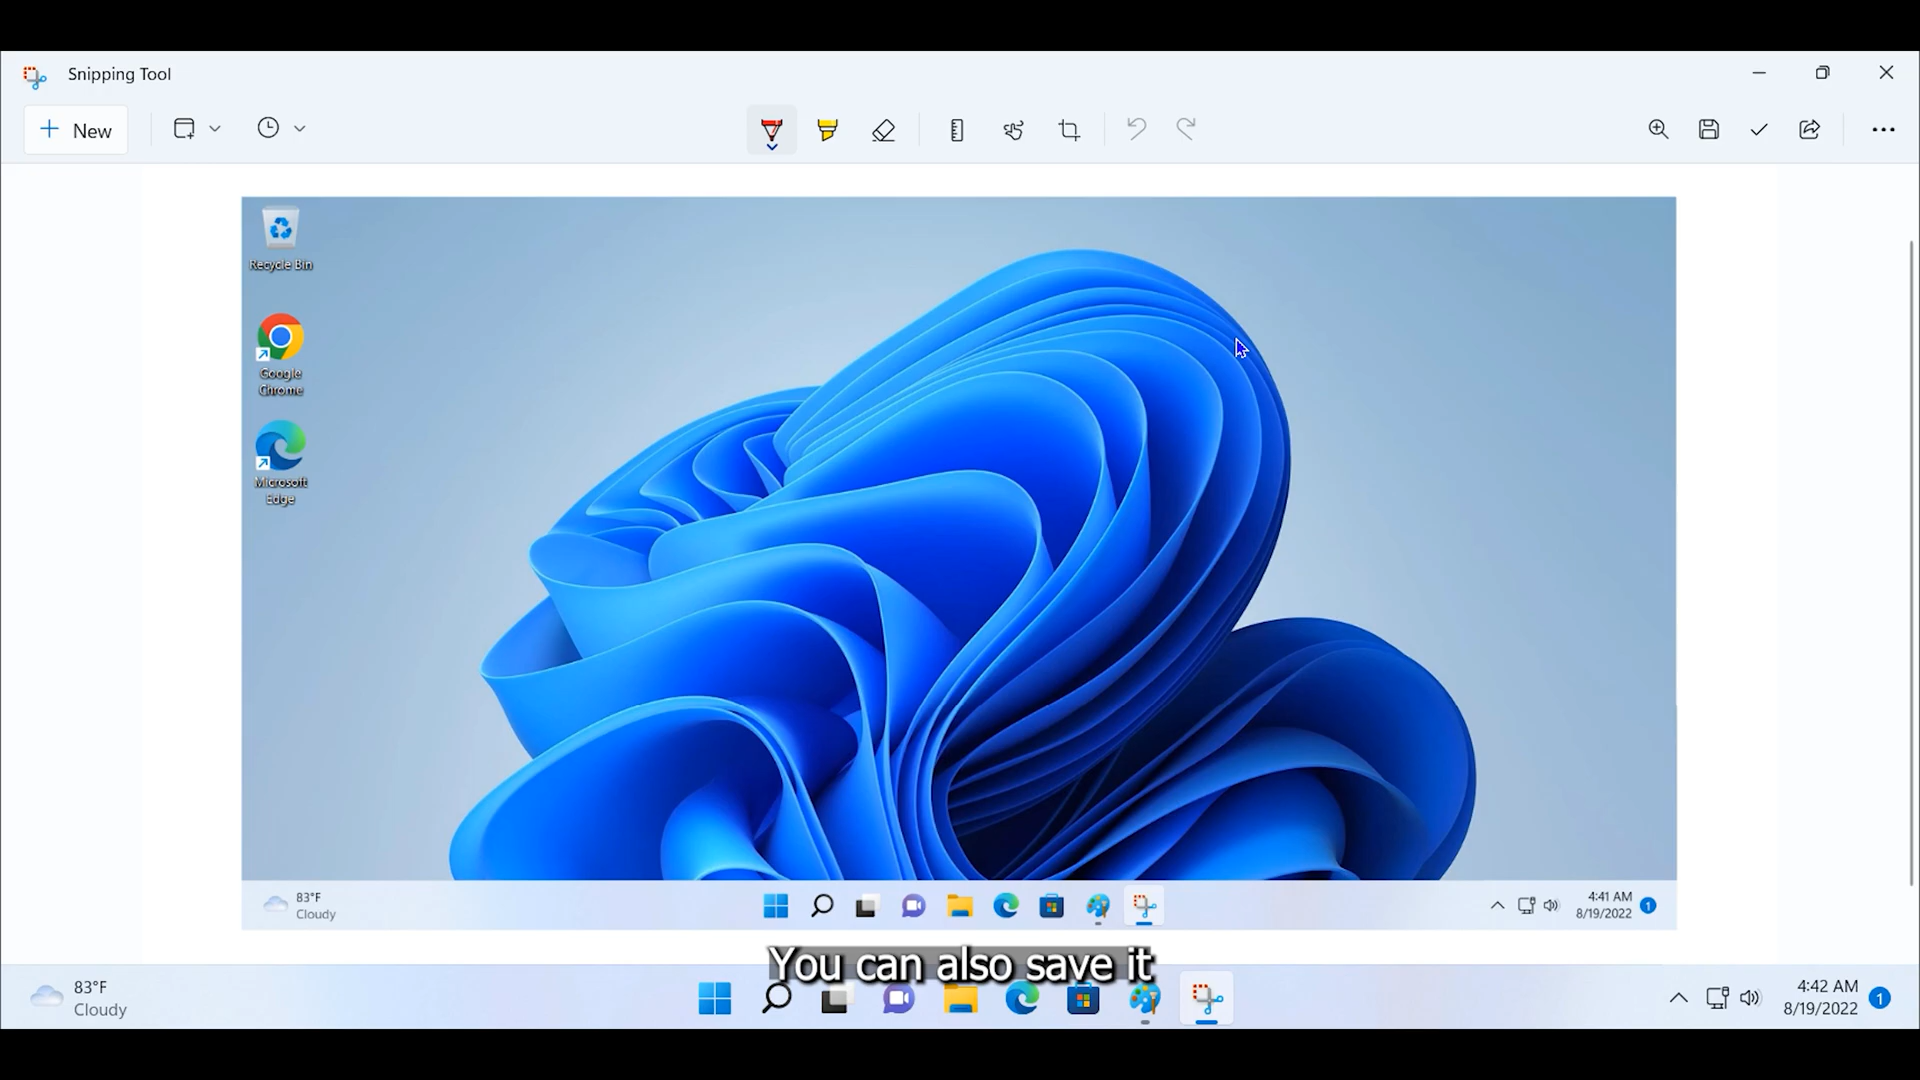 Snipping Tool
New
Recycle Bin
Google
Chrome
Microsoft
Edge
83°F
Cloudy
4:41 AM
8/19/2022
1
You can also save it
83°F
Cloudy
4:42 AM
8/19/2022
1